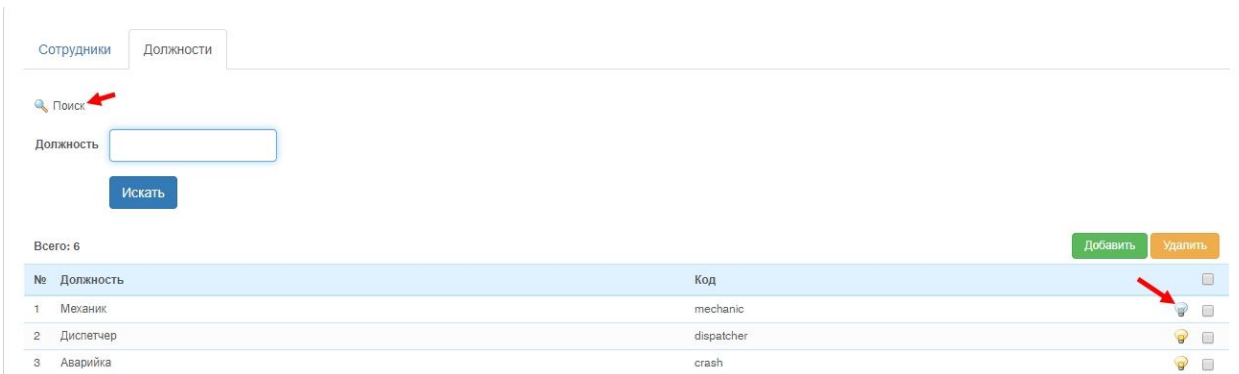 Сотрудники Должности
Поиск
Должность
Искать
Всего: 6 Добавить Удалить
№ Должность Код
1 Механик mechanic
2 Диспетчер dispatcher
3 Аварийка crash